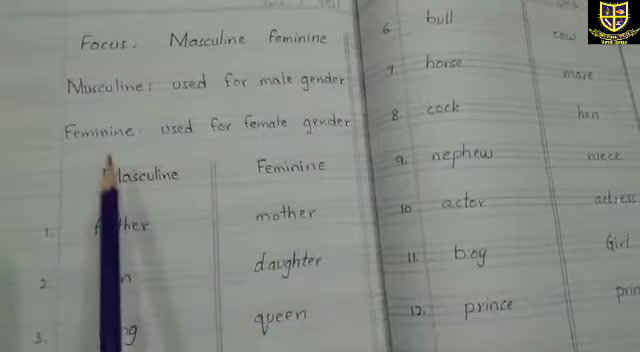 Focus. Masculine feminine
Masculine: used for male gender
Feminine: used for female gender
Masculine Feminine
1. mother
2. daughter
3. queen
6 bull cow
7. horse mare
8. cock hen
9. nephew niece
10 actor actress
11. boy Girl
12. prince